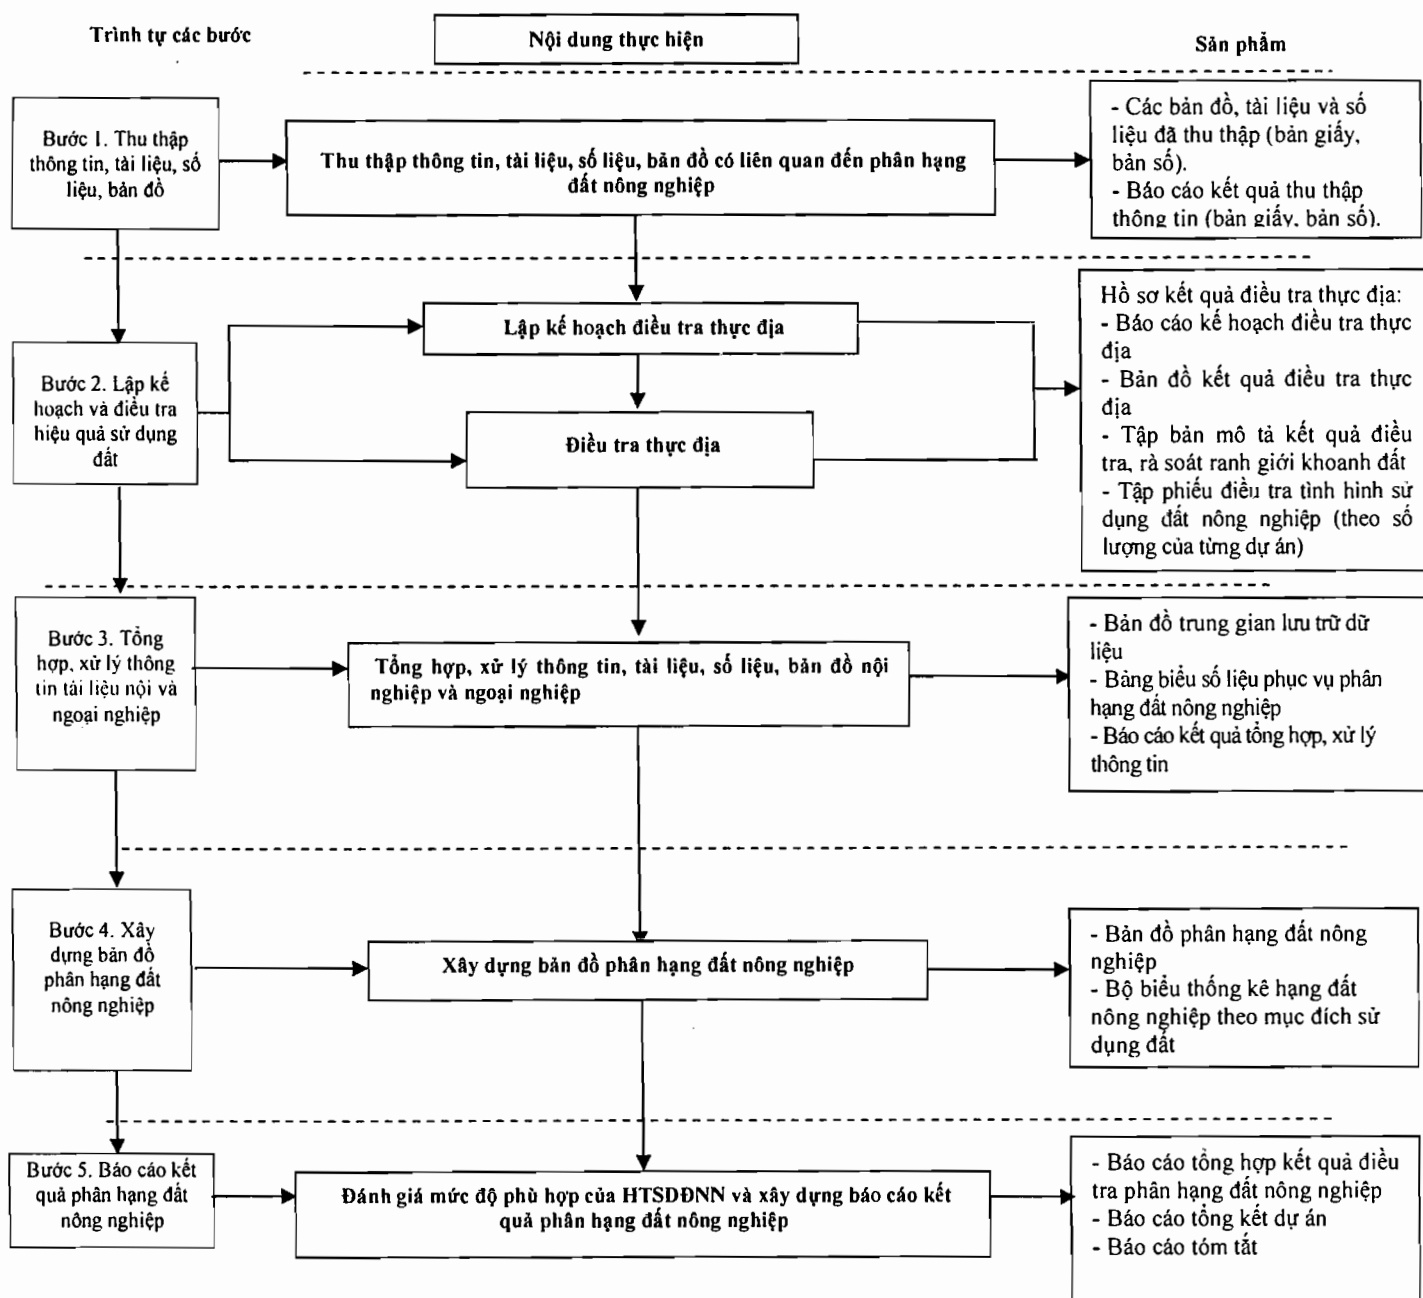 Trình tự các bước
Nội dung thực hiện
Sản phẩm
Bước 1. Thu thập
thông tin, tài liệu, số
liệu, bản đồ
Thu thập thông tin, tài liệu, số liệu, bản đồ có liên quan đến phân hạng
đất nông nghiệp
- Các bản đồ, tài liệu và số
liệu đã thu thập (bản giấy,
bản số).
- Báo cáo kết quả thu thập
thông tin (bản giấy, bản số).
Bước 2. Lập kế
hoạch và điều tra
hiệu quả sử dụng
đất
Lập kế hoạch điều tra thực địa
Điều tra thực địa
Hồ sơ kết quả điều tra thực địa:
- Báo cáo kế hoạch điều tra thực
địa
- Bản đồ kết quả điều tra thực
địa
- Tập bản mô tả kết quả điều
tra, rà soát ranh giới khoanh đất
- Tập phiếu điều tra tình hình sử
dụng đất nông nghiệp (theo số
lượng của từng dự án)
Bước 3. Tổng
hợp, xử lý thông
tin tài liệu nội và
ngoại nghiệp
Tổng hợp, xử lý thông tin, tài liệu, số liệu, bản đồ nội
nghiệp và ngoại nghiệp
- Bản đồ trung gian lưu trữ dữ
liệu
- Bảng biểu số liệu phục vụ phân
hạng đất nông nghiệp
- Báo cáo kết quả tổng hợp, xử lý
thông tin
Bước 4. Xây
dựng bản đồ
phân hạng đất
nông nghiệp
Xây dựng bản đồ phân hạng đất nông nghiệp
- Bản đồ phân hạng đất nông
nghiệp
- Bộ biểu thống kê hạng đất
nông nghiệp theo mục đích sử
dụng đất
Bước 5. Báo cáo kết
quả phân hạng đất
nông nghiệp
Đánh giá mức độ phù hợp của HTSDĐNN và xây dựng báo cáo kết
quả phân hạng đất nông nghiệp
- Báo cáo tổng hợp kết quả điều
tra phân hạng đất nông nghiệp
- Báo cáo tổng kết dự án
- Báo cáo tóm tắt